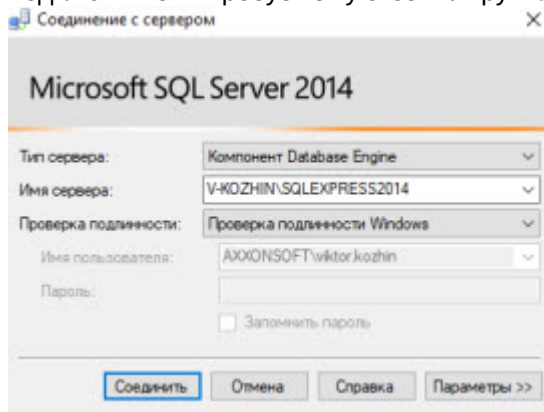 Соединение с сервером
Microsoft SQL Server 2014
Тип сервера: Компонент Database Engine
Имя сервера: V-KOZHIN\SQLEXPRESS2014
Проверка подлинности: Проверка подлинности Windows
Имя пользователя: AXXONSOFT\viktor.kozhin
Пароль:
Запомнить пароль
Соединить Отмена Справка Параметры >>